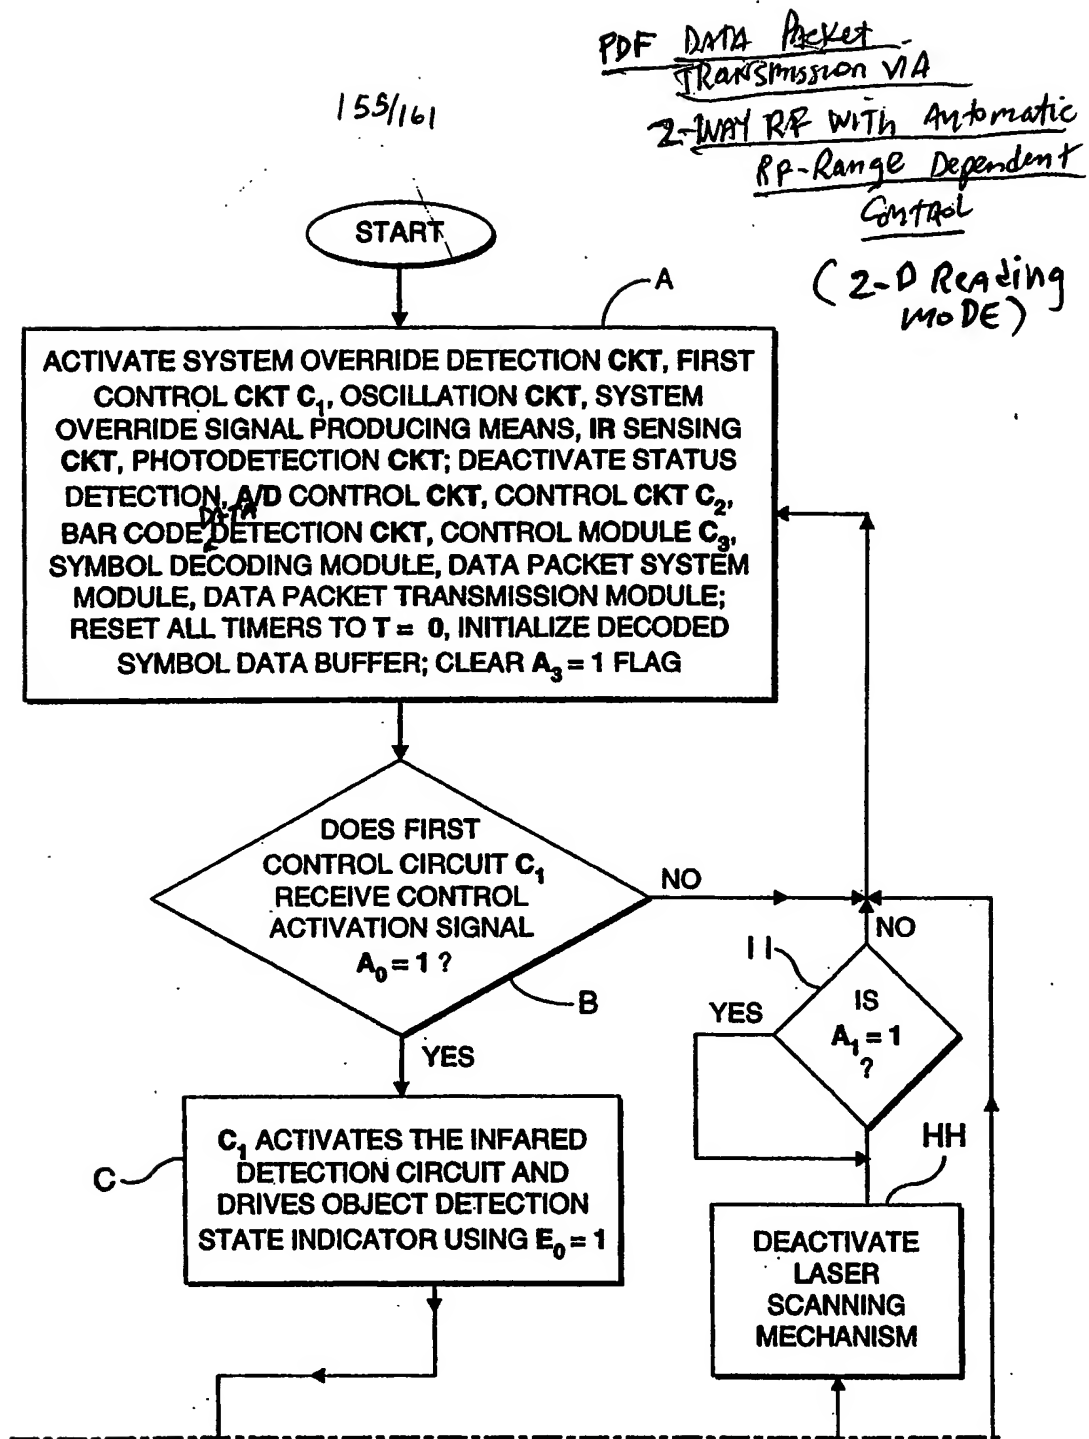 PDF DATA Packet
Transmission VIA
155/161
2-WAY RF WITH Automatic
RF-Range Dependent
Control
(2-D Reading
MODE)
START
A
ACTIVATE SYSTEM OVERRIDE DETECTION CKT, FIRST
CONTROL CKT C1, OSCILLATION CKT, SYSTEM
OVERRIDE SIGNAL PRODUCING MEANS, IR SENSING
CKT, PHOTODETECTION CKT; DEACTIVATE STATUS
DETECTION, A/D CONTROL CKT, CONTROL CKT C2,
DATA
BAR CODE DETECTION CKT, CONTROL MODULE C3,
SYMBOL DECODING MODULE, DATA PACKET SYSTEM
MODULE, DATA PACKET TRANSMISSION MODULE;
RESET ALL TIMERS TO T = 0, INITIALIZE DECODED
SYMBOL DATA BUFFER; CLEAR A3 = 1 FLAG
DOES FIRST
CONTROL CIRCUIT C1
RECEIVE CONTROL
ACTIVATION SIGNAL
A0 = 1 ?
NO
B
YES
NO
II
IS
A1 = 1
?
YES
HH
C
C1 ACTIVATES THE INFARED
DETECTION CIRCUIT AND
DRIVES OBJECT DETECTION
STATE INDICATOR USING E0 = 1
DEACTIVATE
LASER
SCANNING
MECHANISM